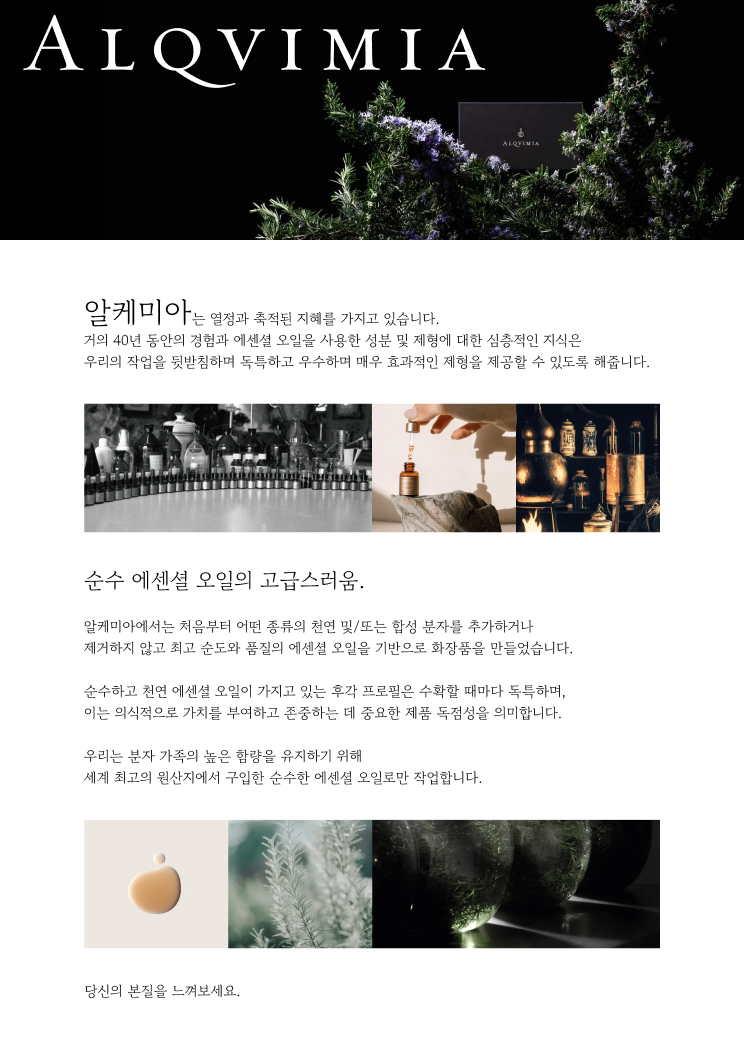 ALQVIMIA
ALQVIMIA
알케미아는 열정과 축적된 지혜를 가지고 있습니다.
거의 40년 동안의 경험과 에센셜 오일을 사용한 성분 및 제형에 대한 심층적인 지식은
우리의 작업을 뒷받침하며 독특하고 우수하며 매우 효과적인 제형을 제공할 수 있도록 해줍니다.
순수 에센셜 오일의 고급스러움.
알케미아에서는 처음부터 어떤 종류의 천연 및/또는 합성 분자를 추가하거나
제거하지 않고 최고 순도와 품질의 에센셜 오일을 기반으로 화장품을 만들었습니다.
순수하고 천연 에센셜 오일이 가지고 있는 후각 프로필은 수확할 때마다 독특하며,
이는 의식적으로 가치를 부여하고 존중하는 데 중요한 제품 독점성을 의미합니다.
우리는 분자 가족의 높은 함량을 유지하기 위해
세계 최고의 원산지에서 구입한 순수한 에센셜 오일로만 작업합니다.
당신의 본질을 느껴보세요.